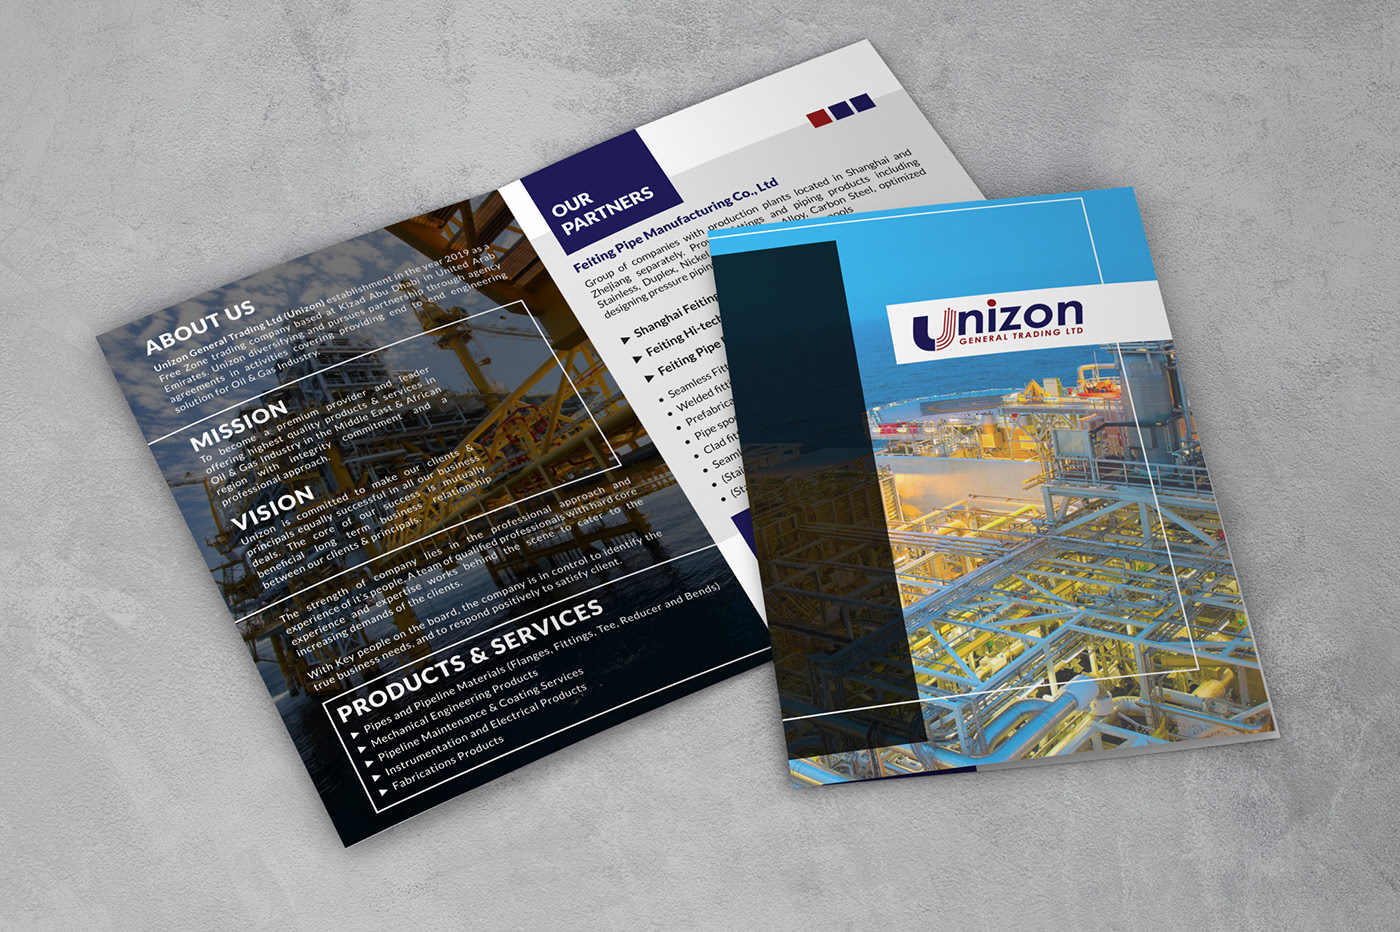 ABOUT US
Unizon General Trading Ltd (Unizon) establishment in the year 2019 as a
Free Zone trading company based at Kizad Abu Dhabi in United Arab
Emirates. Unizon diversifying and pursues partnership through agency
agreements in activities covering, providing end to end engineering
solution for Oil & Gas Industry.
MISSION
To become a premium provider and leader
offering highest quality products & services in
Oil & Gas Industry in the Middle East & African
region with integrity, commitment and a
professional approach.
VISION
Unizon is committed to make our clients &
principals equally successful in all our business
deals. The core of our success is mutually
beneficial long term business relationship
between our clients & principals.
The strength of company lies in the professional approach and
experience of it's people. A team of qualified professionals with hard core
experience and expertise works behind the scene to cater to the
increasing demands of the clients.
With Key people on the board, the company is in control to identify the
true business needs, and to respond positively to satisfy client.
PRODUCTS & SERVICES
► Pipes and Pipeline Materials (Flanges, Fittings, Tee, Reducer and Bends)
► Mechanical Engineering Products
► Pipeline Maintenance & Coating Services
► Instrumentation and Electrical Products
► Fabrications Products
OUR
PARTNERS
Feiting Pipe Manufacturing Co., Ltd
Group of companies with production plants located in Shanghai and
Zhejiang separately. fittings and piping products including
Stainless, Duplex, Nickel Alloy, Carbon Steel, optimized
designing pressure
► Shanghai Feiting
► Feiting Hi-tech
► Feiting Pipe
• Seamless
• Welded
•
• Pipe
• Clad
•
•
•
Unizon
GENERAL TRADING LTD